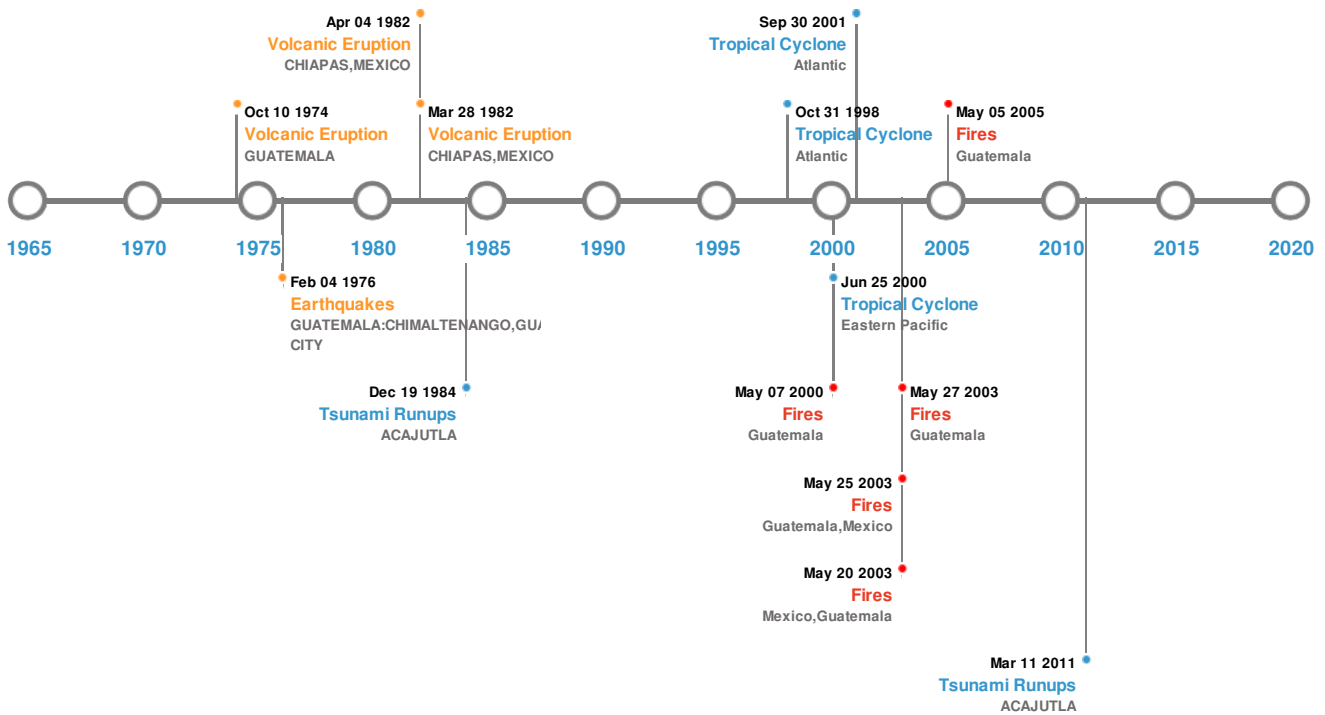 Apr 04 1982
Volcanic Eruption
CHIAPAS,MEXICO
Sep 30 2001
Tropical Cyclone
Atlantic
Oct 10 1974
Volcanic Eruption
GUATEMALA
Mar 28 1982
Volcanic Eruption
CHIAPAS,MEXICO
Oct 31 1998
Tropical Cyclone
Atlantic
May 05 2005
Fires
Guatemala
1965 1970 1975 1980 1985 1990 1995 2000 2005 2010 2015 2020
Feb 04 1976
Earthquakes
GUATEMALA:CHIMALTENANGO,GUA
CITY
Jun 25 2000
Tropical Cyclone
Eastern Pacific
Dec 19 1984
Tsunami Runups
ACAJUTLA
May 07 2000
Fires
Guatemala
May 27 2003
Fires
Guatemala
May 25 2003
Fires
Guatemala,Mexico
May 20 2003
Fires
Mexico,Guatemala
Mar 11 2011
Tsunami Runups
ACAJUTLA